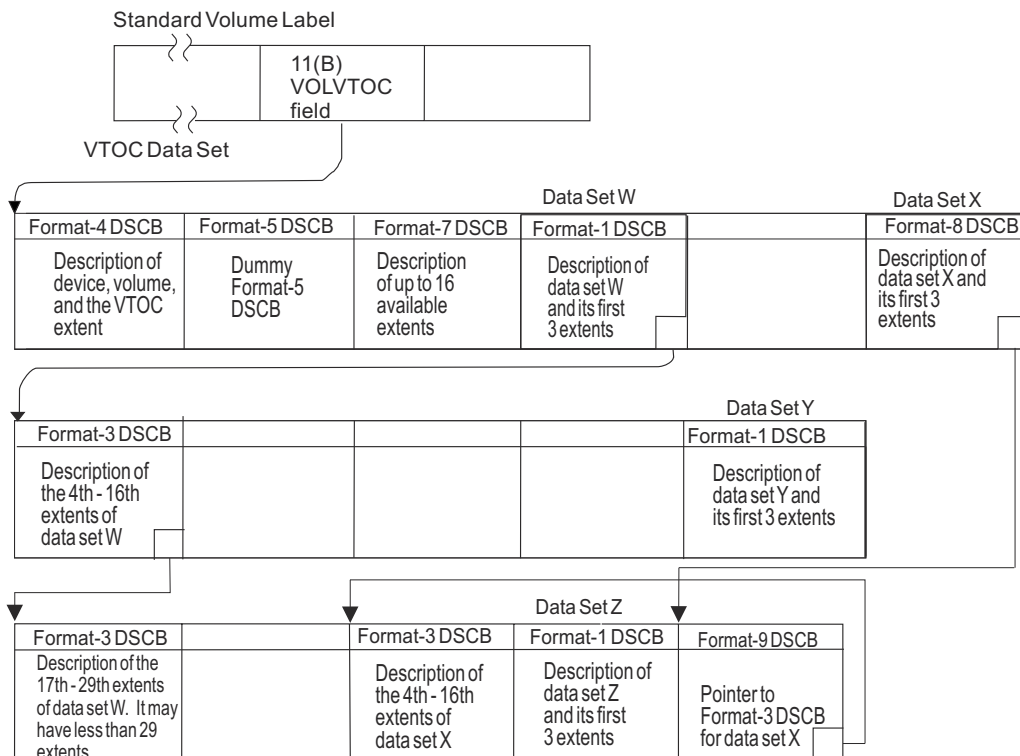 Standard Volume Label
11(B)
VOLVTOC
field
VTOC Data Set
Data Set W
Data Set X
Format-4 DSCB
Format-5 DSCB
Format-7 DSCB
Format-1 DSCB
Format-8 DSCB
Description of
device, volume,
and the VTOC
extent
Dummy
Format-5
DSCB
Description
of up to 16
available
extents
Description of
data set W
and its first
3 extents
Description of
data set X and
its first 3
extents
Data Set Y
Format-3 DSCB
Format-1 DSCB
Description of
the 4th - 16th
extents of
data set W
Description of
data set Y and
its first 3 extents
Data Set Z
Format-3 DSCB
Format-3 DSCB
Format-1 DSCB
Format-9 DSCB
Description of the
17th - 29th extents
of data set W. It may
have less than 29
extents
Description of
the 4th - 16th
extents of
data set X
Description of
data set Z
and its first
3 extents
Pointer to
Format-3 DSCB
for data set X